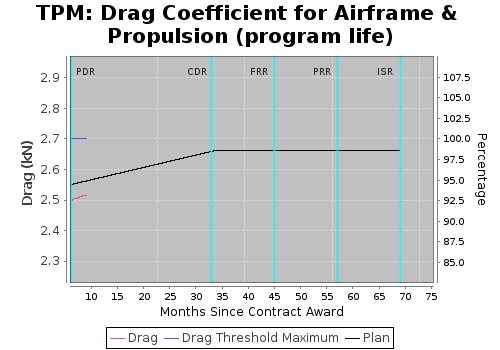 TPM: Drag Coefficient for Airframe &
Propulsion (program life)
PDR CDR FRR PRR ISR
2.9
2.8
2.7
2.6
2.5
2.4
2.3
Drag (kN)
107.5
105.0
102.5
100.0
97.5
95.0
92.5
90.0
87.5
85.0
Percentage
10 15 20 25 30 35 40 45 50 55 60 65 70 75
Months Since Contract Award
Drag Drag Threshold Maximum Plan